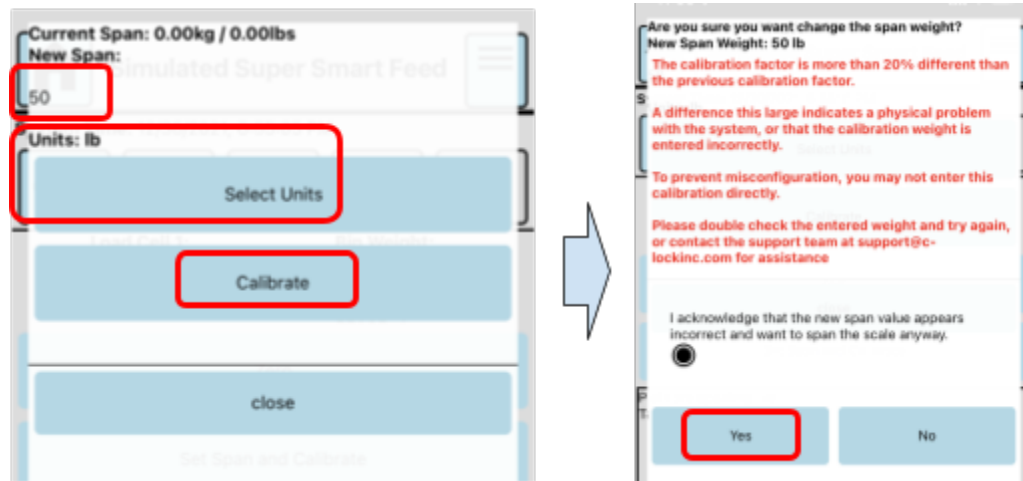 Current Span: 0.00kg / 0.00lbs
New Span:
Simulated Super Smart Feed
50
Units: lb
Select Units
Load Cell %:
Bin Weight:
Calibrate
close
Set Span and Calibrate
Are you sure you want change the span weight?
New Span Weight: 50 lb
The calibration factor is more than 20% different than
the previous calibration factor.
A difference this large indicates a physical problem
with the system, or that the calibration weight is
entered incorrectly.
Select Units
To prevent misconfiguration, you may not enter this
calibration directly.
Please double check the entered weight and try again,
or contact the support team at support@c-
lockinc.com for assistance
I acknowledge that the new span value appears
incorrect and want to span the scale anyway.
Yes
No